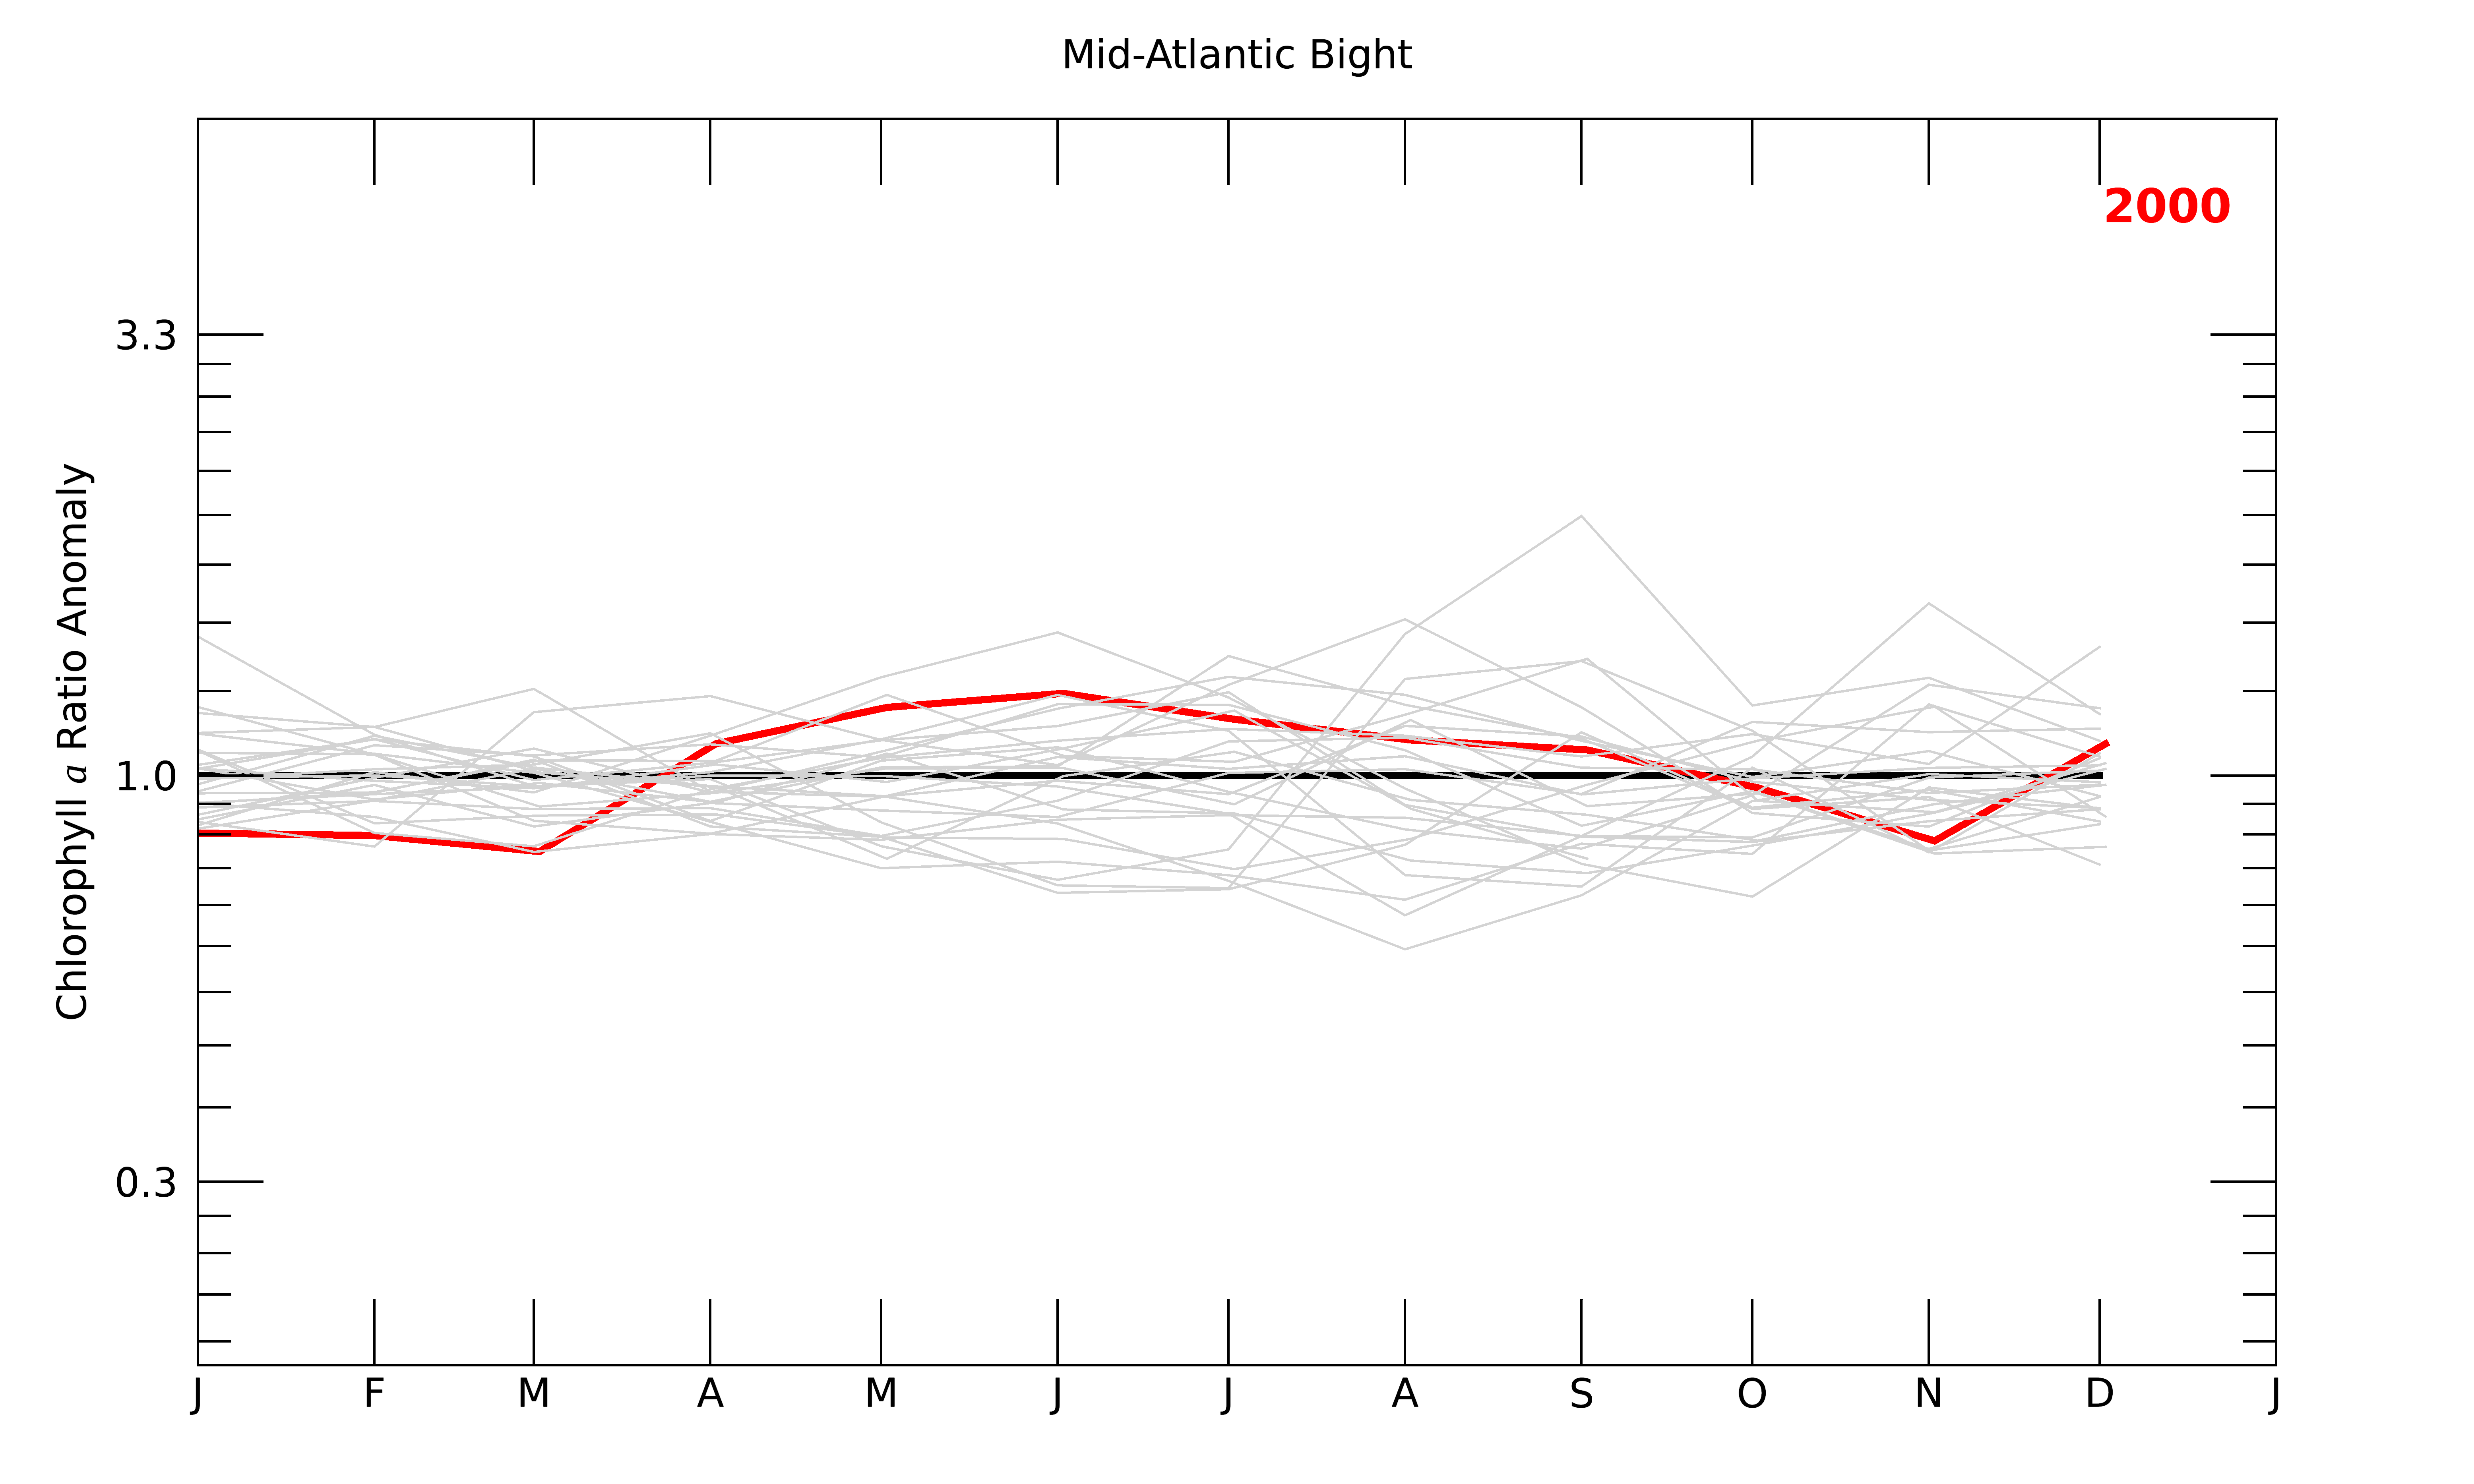 Mid-Atlantic Bight
2000
Chlorophyll a Ratio Anomaly
3.3
1.0
0.3
J F M A M J J A S O N D J